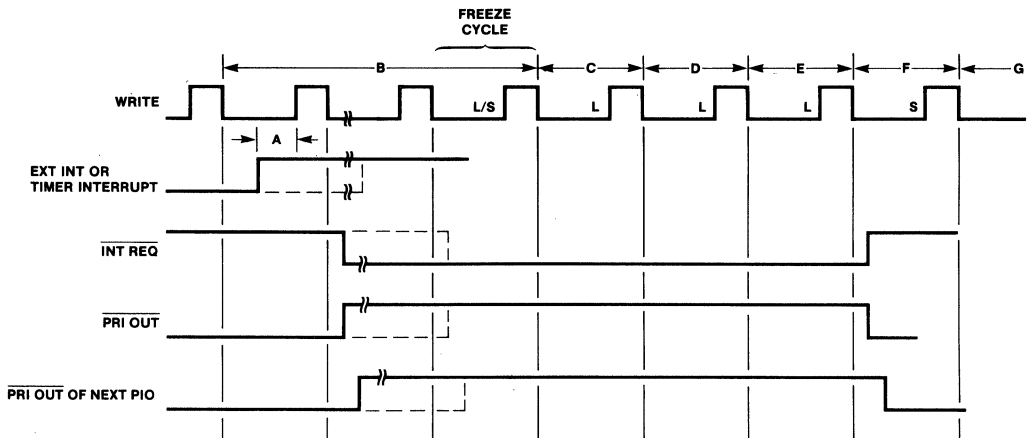 FREEZE
CYCLE
B
C
D
E
F
G
WRITE
L/S
L
L
L
S
A
EXT INT OR
TIMER INTERRUPT
INT REQ
PRI OUT
PRI OUT OF NEXT PIO